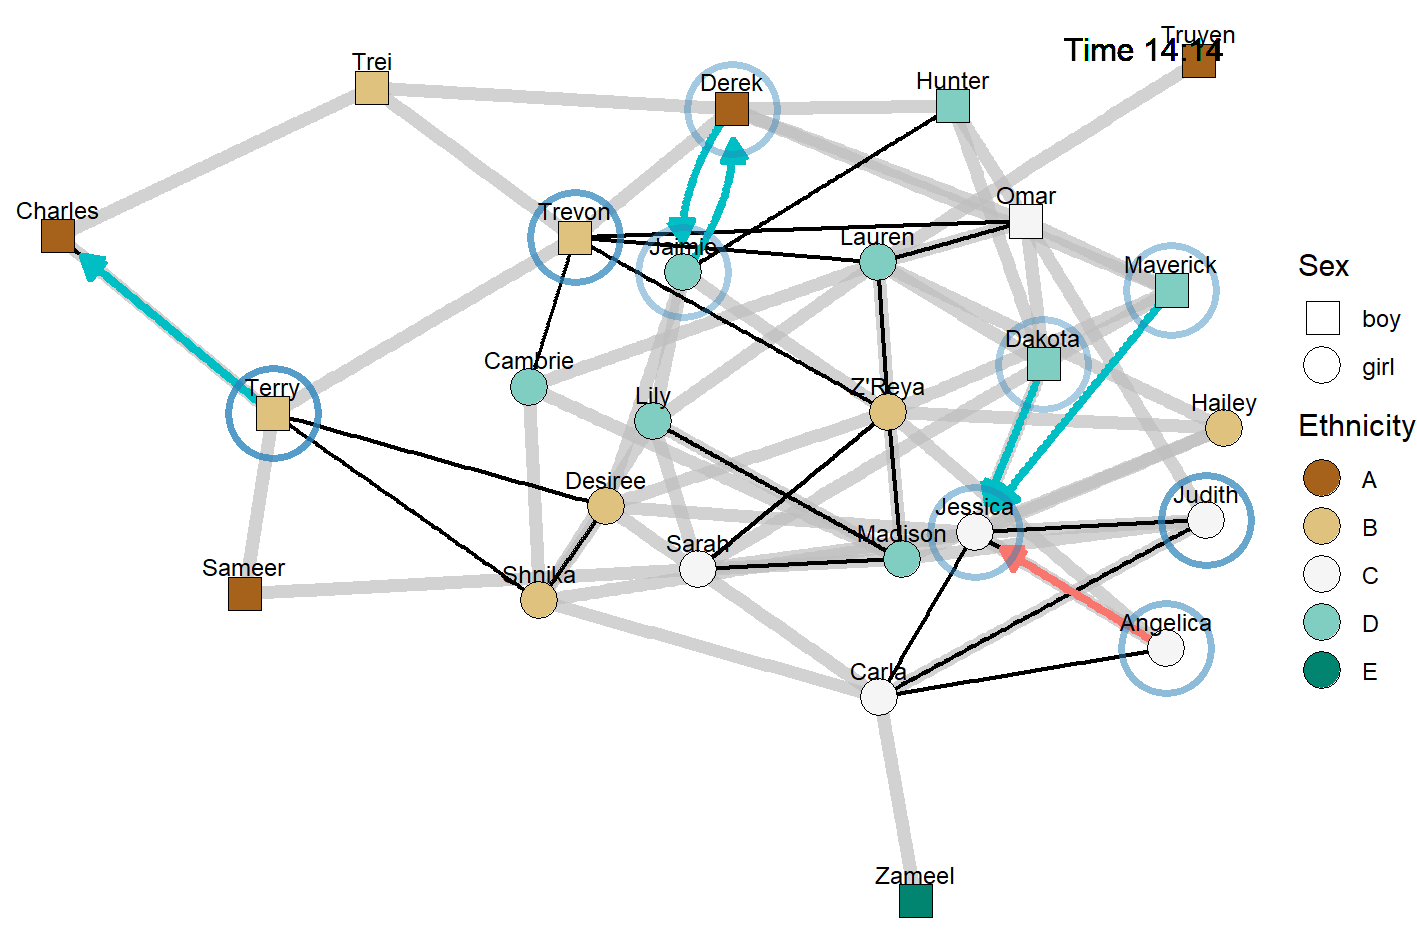 Truyen
Time 14.14
Trei
Derek
Hunter
Omar
Charles
Trevon
Jaimie
Lauren
Maverick
Dakota
Cambrie
Terry
Lily
Z'Reya
Hailey
Desiree
Judith
Jessica
Madison
Sarah
Sameer
Shnika
Angelica
Carla
Zameel
Sex
boy
girl
Ethnicity
A
B
C
D
E